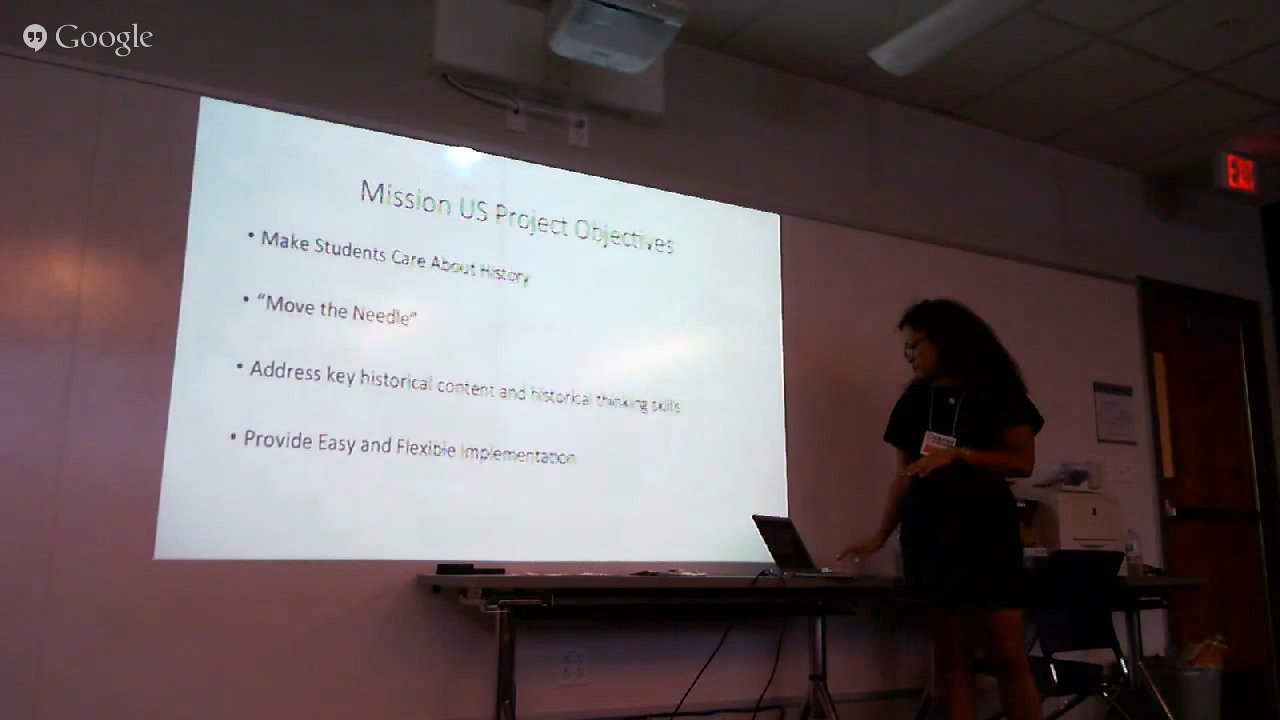 Google
Mission US Project Objectives
• Make Students Care About History
• “Move the Needle”
• Address key historical content and historical thinking skills
• Provide Easy and Flexible Implementation
EXIT